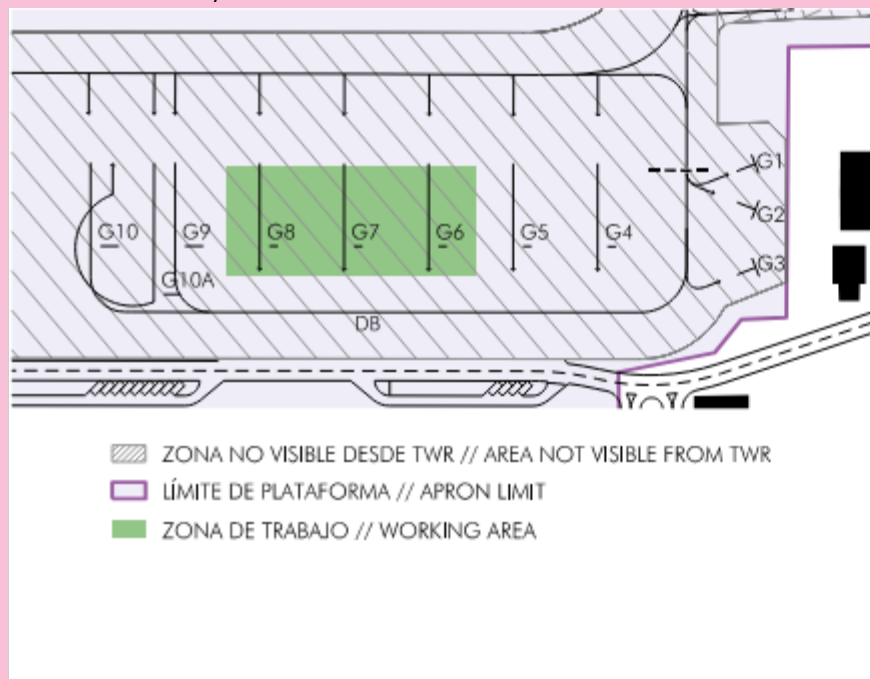 G1
G2
G10 G9 G8 G7 G6 G5 G4
G3
G10A
DB
ZONA NO VISIBLE DESDE TWR // AREA NOT VISIBLE FROM TWR
LÍMITE DE PLATAFORMA // APRON LIMIT
ZONA DE TRABAJO // WORKING AREA